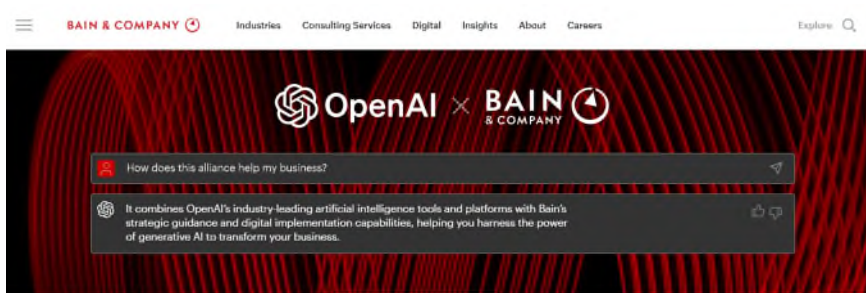 BAIN & COMPANY Industries Consulting Services Digital Insights About Careers Explore
OpenAI × BAIN & COMPANY
How does this alliance help my business?
It combines OpenAI's industry-leading artificial intelligence tools and platforms with Bain's
strategic guidance and digital implementation capabilities, helping you harness the power
of generative AI to transform your business.